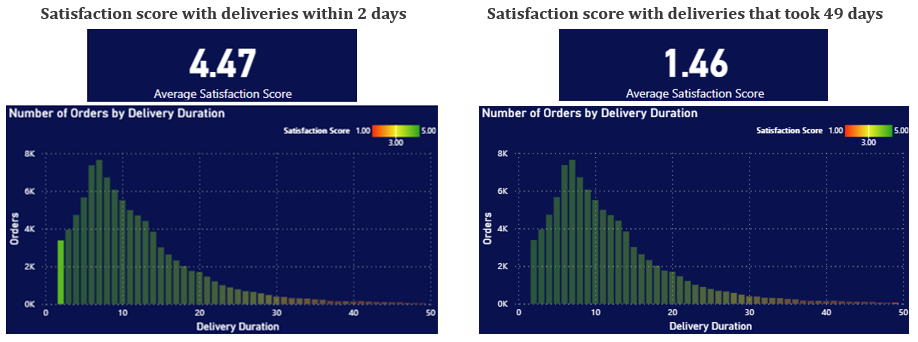 Satisfaction score with deliveries within 2 days
4.47
Average Satisfaction Score
Number of Orders by Delivery Duration
Satisfaction Score 1.00 5.00
3.00
8K
6K
4K
2K
0K
Orders
0 10 20 30 40 50
Delivery Duration
Satisfaction score with deliveries that took 49 days
1.46
Average Satisfaction Score
Number of Orders by Delivery Duration
Satisfaction Score 1.00 5.00
3.00
8K
6K
4K
2K
0K
Orders
0 10 20 30 40 50
Delivery Duration